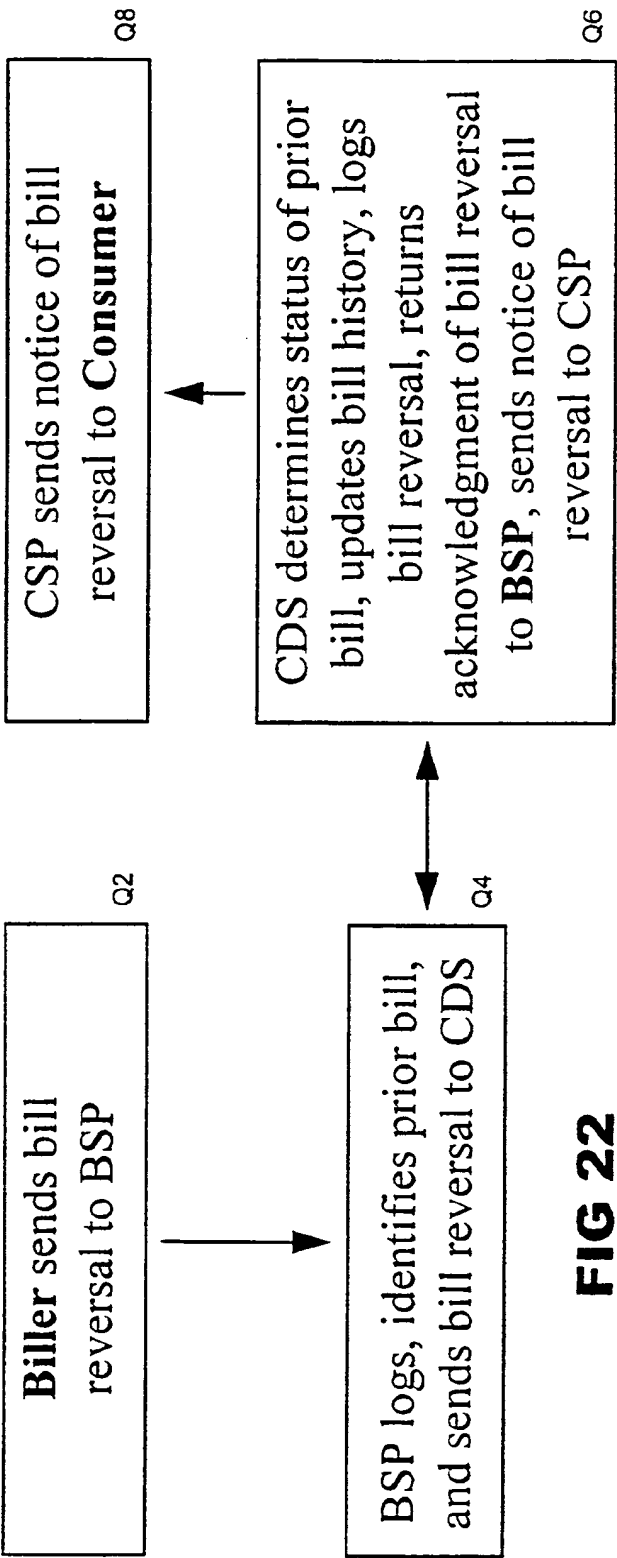 Biller sends bill
reversal to BSP
Q2
BSP logs, identifies prior bill,
and sends bill reversal to CDS
Q4
CDS determines status of prior
bill, updates bill history, logs
bill reversal, returns
acknowledgment of bill reversal
to BSP, sends notice of bill
reversal to CSP
Q6
CSP sends notice of bill
reversal to Consumer
Q8
FIG 22